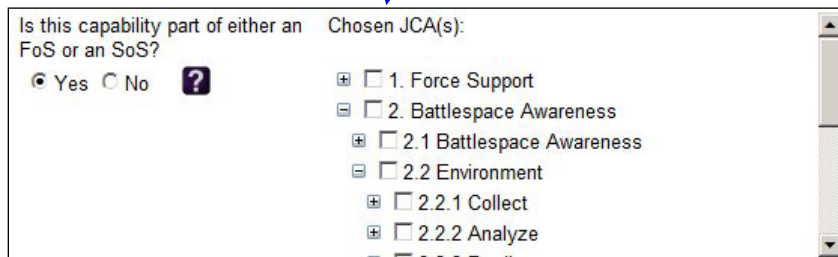 Is this capability part of either an
FoS or an SoS?
Yes No ?
Chosen JCA(s):
1. Force Support
2. Battlespace Awareness
2.1 Battlespace Awareness
2.2 Environment
2.2.1 Collect
2.2.2 Analyze